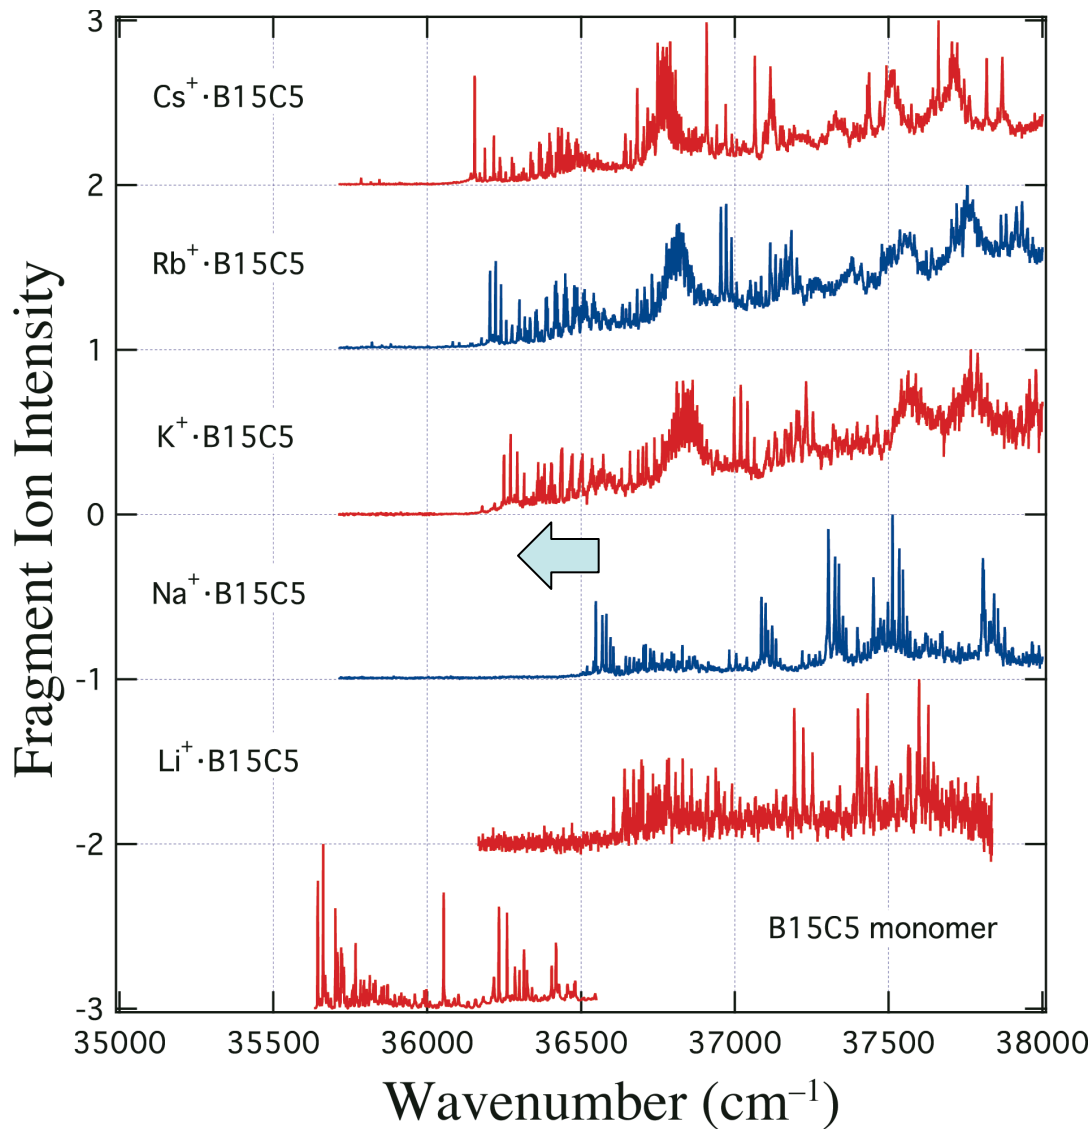 3
Cs⁺·B15C5
2
Rb⁺·B15C5
1
K⁺·B15C5
0
Na⁺·B15C5
-1
Li⁺·B15C5
-2
B15C5 monomer
-3
35000 35500 36000 36500 37000 37500 38000
Wavenumber (cm⁻¹)
Fragment Ion Intensity